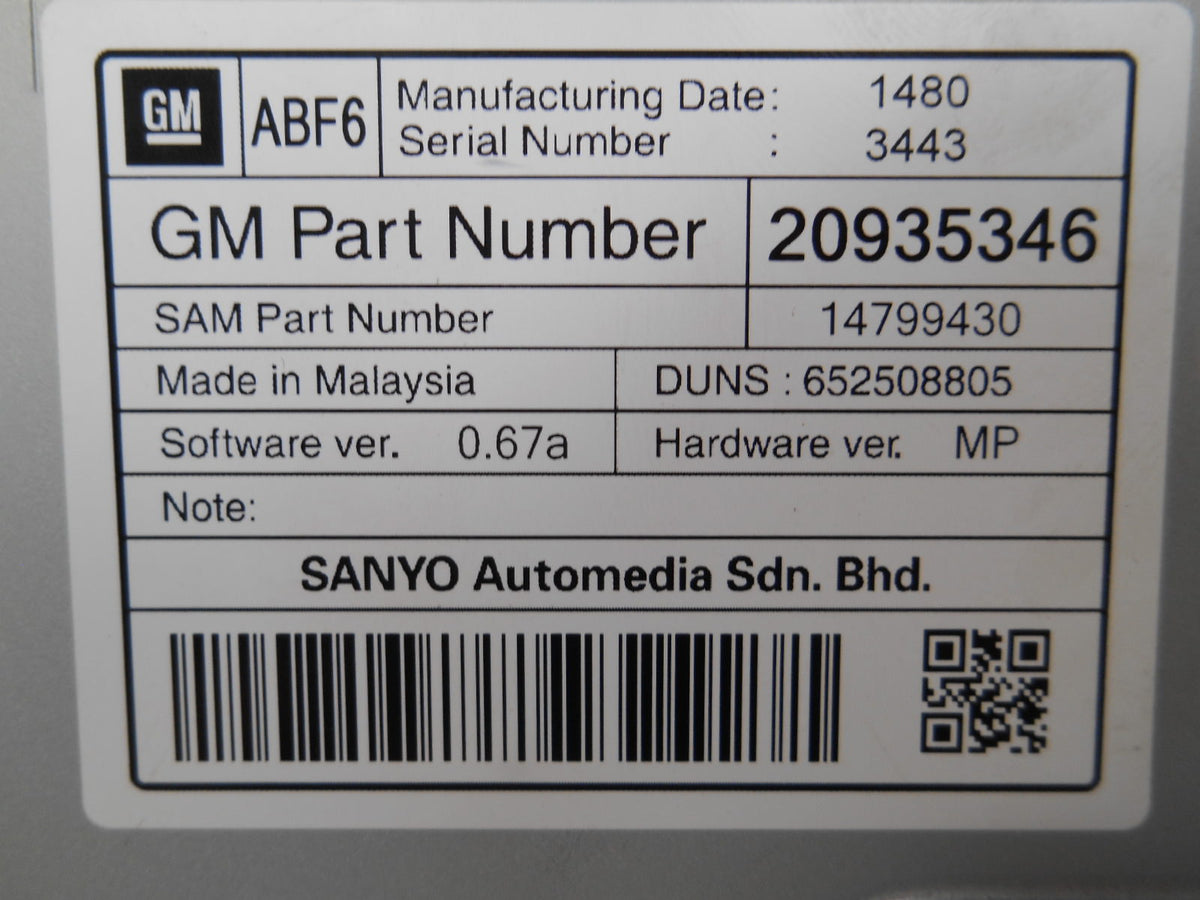 GM
ABF6
Manufacturing Date: 1480
Serial Number : 3443
GM Part Number 20935346
SAM Part Number 14799430
Made in Malaysia DUNS : 652508805
Software ver. 0.67a Hardware ver. MP
Note:
SANYO Automedia Sdn. Bhd.